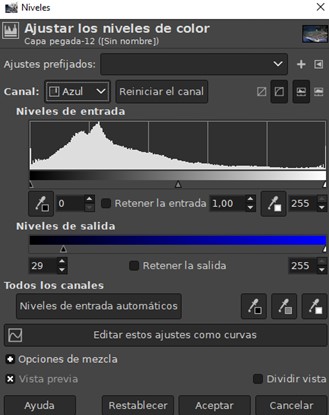 Niveles
Ajustar los niveles de color
Capa pegada-12 ([Sin nombre])
Ajustes prefijados:
Canal: Azul Reiniciar el canal
Niveles de entrada
0 Retener la entrada 1,00 255
Niveles de salida
29 Retener la salida 255
Todos los canales
Niveles de entrada automáticos
Editar estos ajustes como curvas
Opciones de mezcla
Vista previa Dividir vista
Ayuda Restablecer Aceptar Cancelar